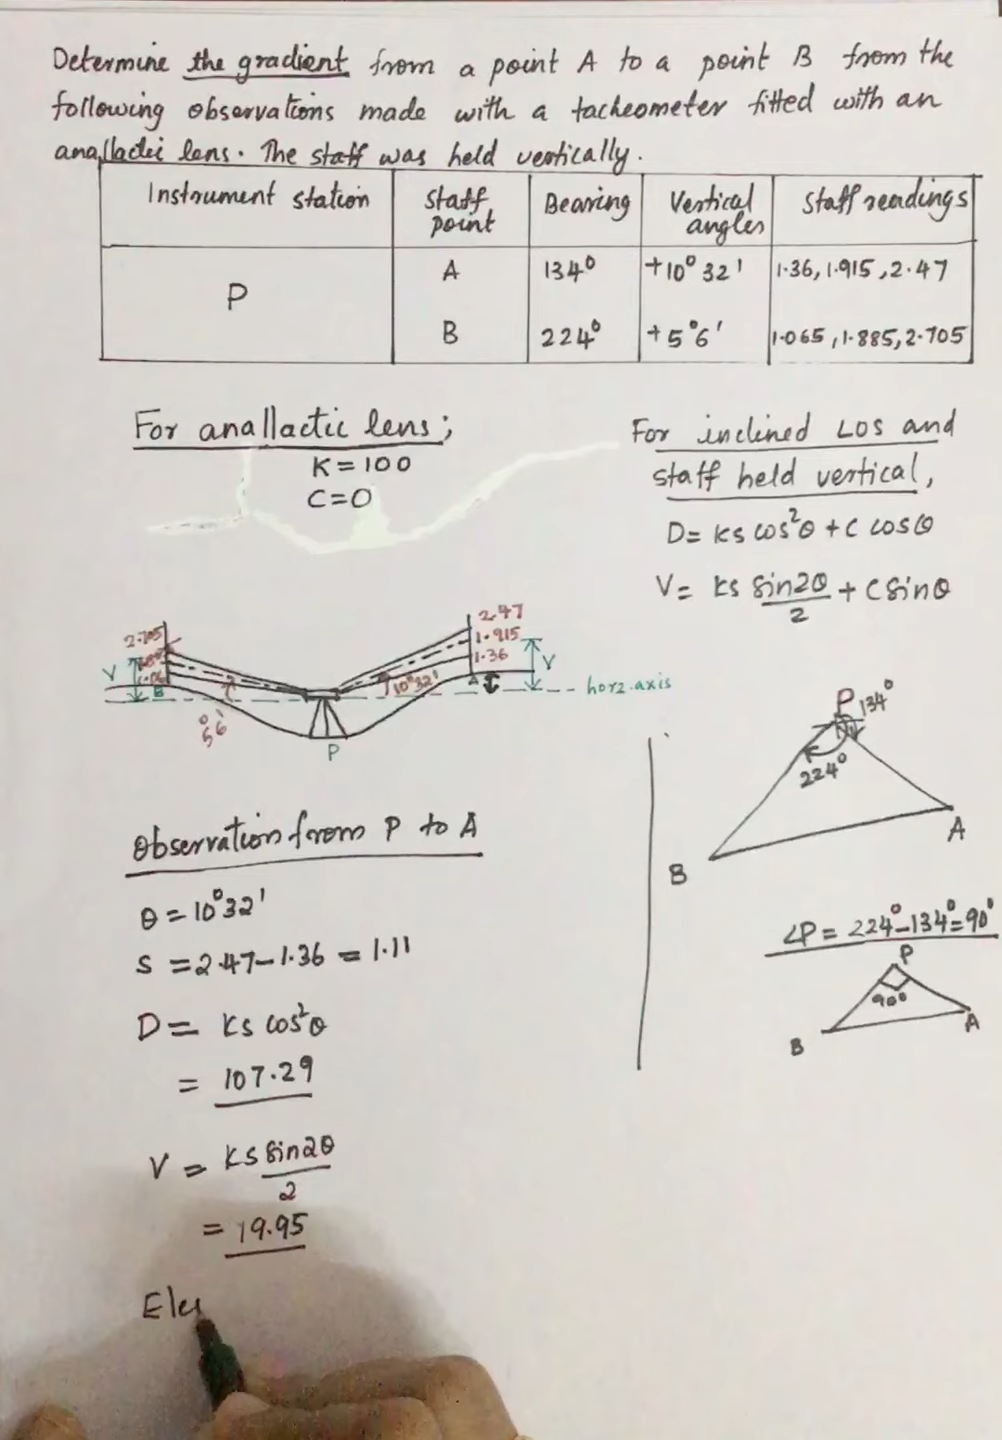 Determine the gradient from a point A to a point B from the
following observations made with a tacheometer fitted with an
anallactic lens. The staff was held vertically.
Instrument station Staff point Bearing Vertical angles Staff readings
P
A 134° +10° 32' 1.36, 1.915, 2.47
B 224° +5°6' 1.065, 1.885, 2.705
For anallactic lens;
K = 100
C = 0
For inclined LOS and
staff held vertical,
D = KS cos²θ + C cosθ
V = KS sin2θ/2 + C sinθ
2.705
V
B
5°6'
P
10°32'
2.47
1.915
1.36
V
A
horz.axis
P 134°
224°
B
A
∠P = 224° - 134° = 90°
P
90°
B
A
Observation from P to A
θ = 10°32'
S = 2.47 - 1.36 = 1.11
D = KS cos²θ
= 107.29
V = KS sin2θ/2
= 19.95
Ele